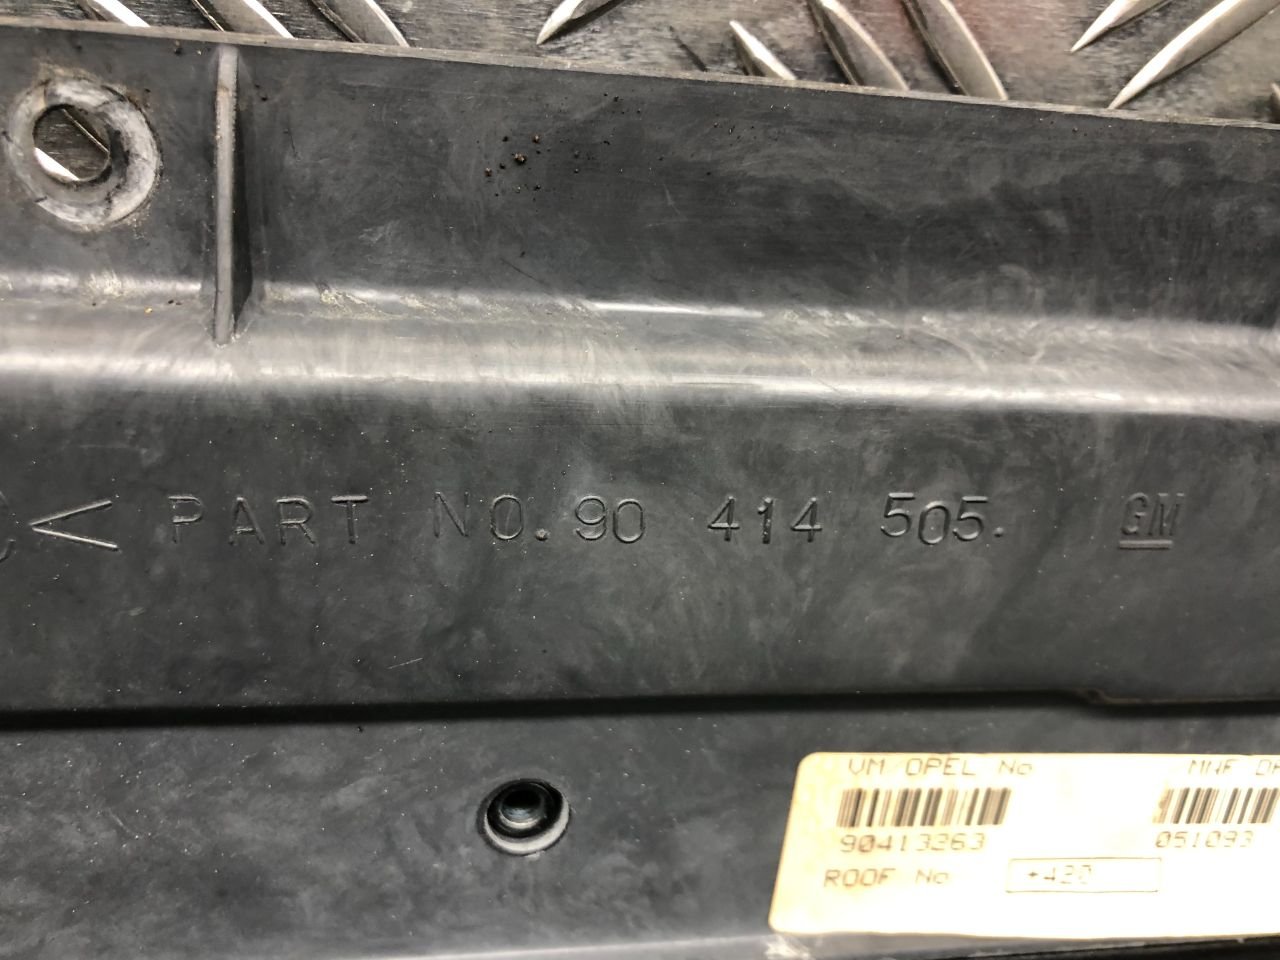 < PART NO. 90 414 505. GM
VM/OPEL No
90413263
051093
ROOF No +420